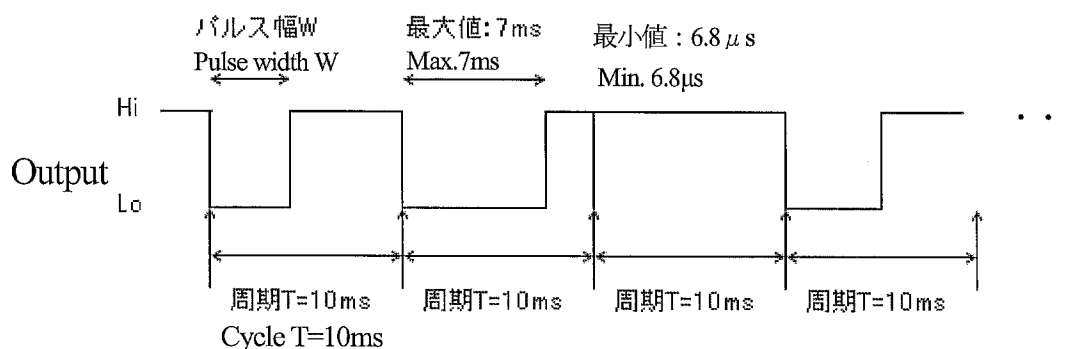 パルス幅W
Pulse width W
最大値:7ms
Max.7ms
最小値:6.8μs
Min. 6.8μs
Hi
Output
Lo
. .
周期T=10ms
周期T=10ms
周期T=10ms
周期T=10ms
Cycle T=10ms